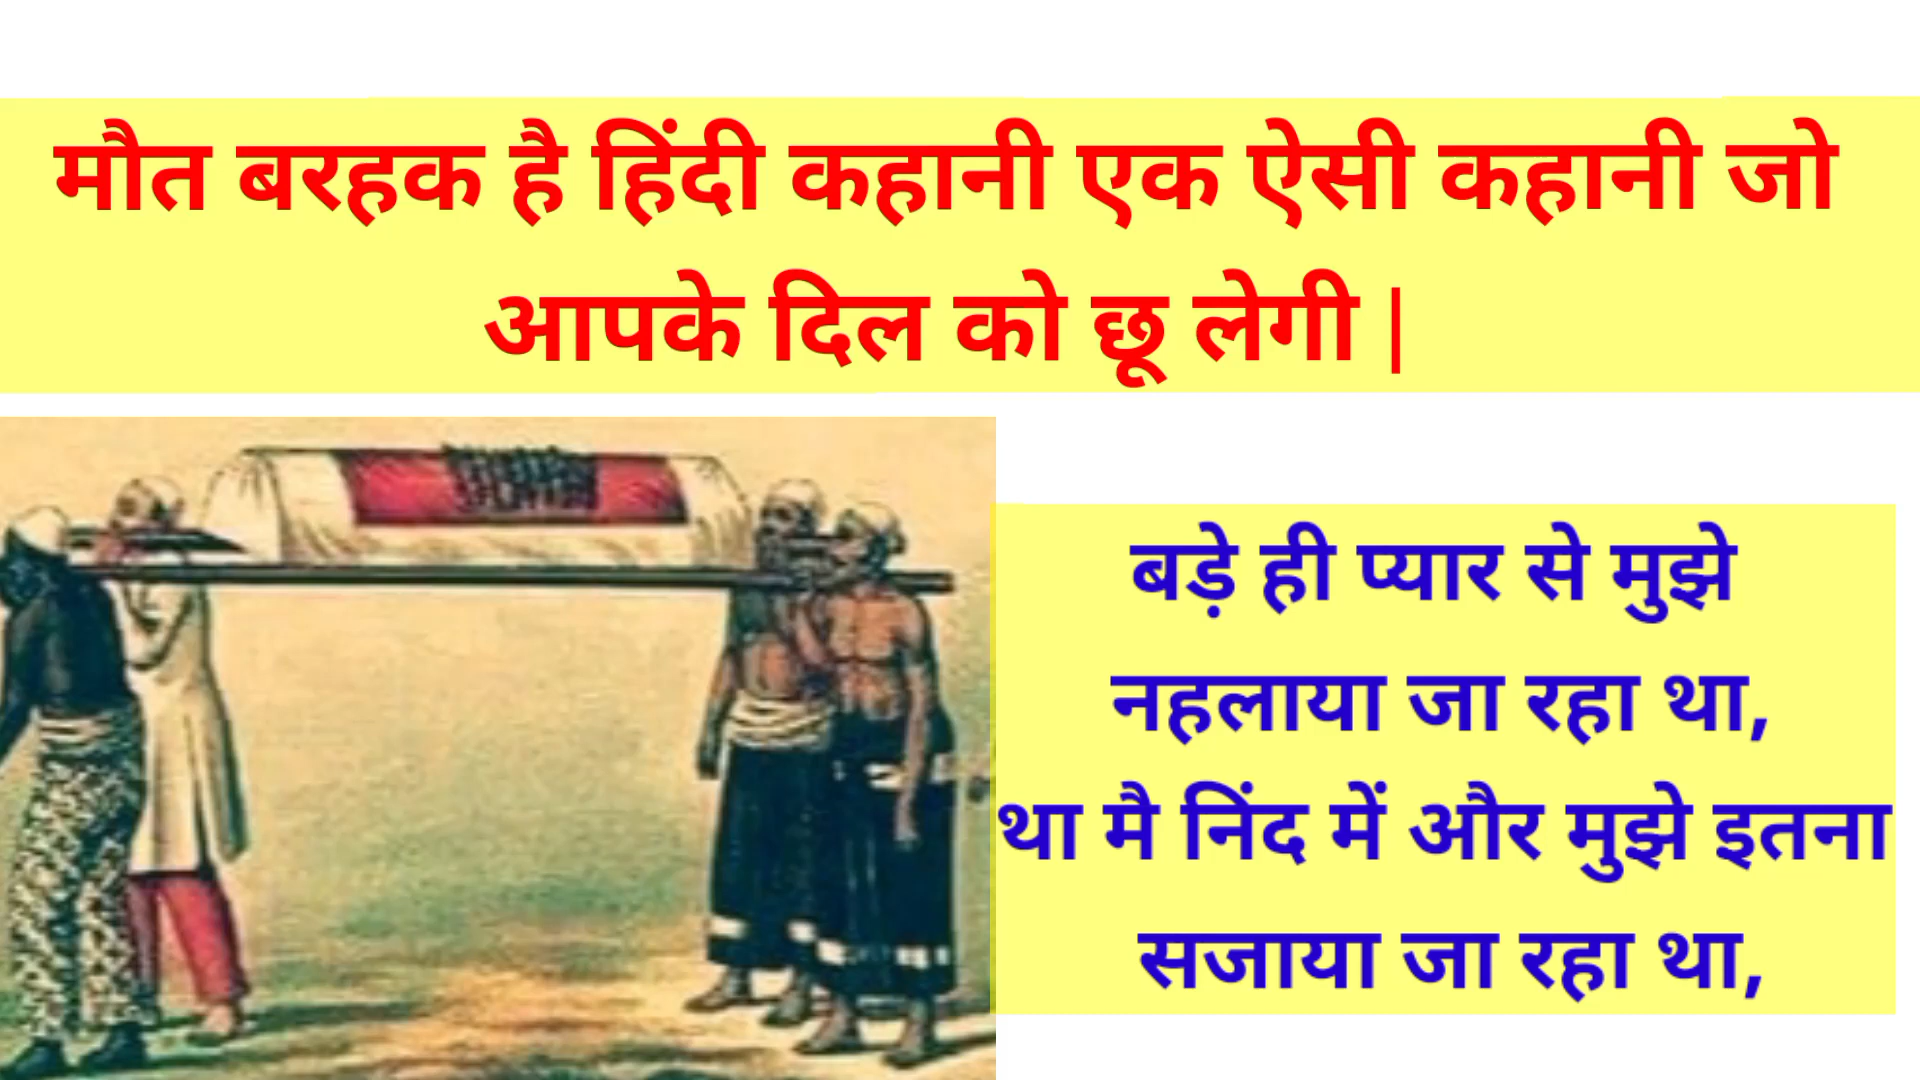 मौत बरहक है हिंदी कहानी एक ऐसी कहानी जो
आपके दिल को छू लेगी |
बड़े ही प्यार से मुझे
नहलाया जा रहा था,
था मै निंद में और मुझे इतना
सजाया जा रहा था,